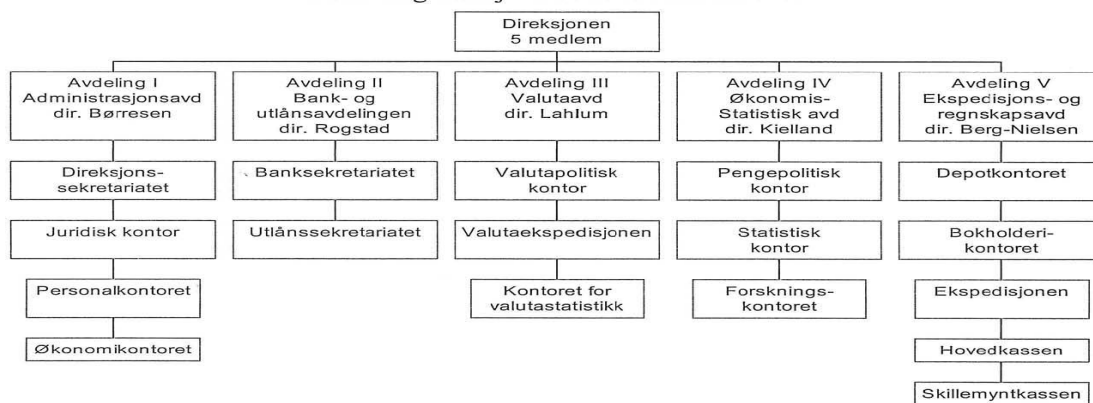 Direksjonen
5 medlem
Avdeling I
Administrasjonsavd
dir. Børresen
Avdeling II
Bank- og
utlånsavdelingen
dir. Rogstad
Avdeling III
Valutaavd
dir. Lahlum
Avdeling IV
Økonomis-
Statistisk avd
dir. Kielland
Avdeling V
Ekspedisjons- og
regnskapsavd
dir. Berg-Nielsen
Direksjons-
sekretariatet
Banksekretariatet
Valutapolitisk
kontor
Pengepolitisk
kontor
Depotkontoret
Juridisk kontor
Utlånssekretariatet
Valutaekspedisjonen
Statistisk
kontor
Bokholderi-
kontoret
Personalkontoret
Kontoret for
valutastatistikk
Forsknings-
kontoret
Ekspedisjonen
Økonomikontoret
Hovedkassen
Skillemyntkassen